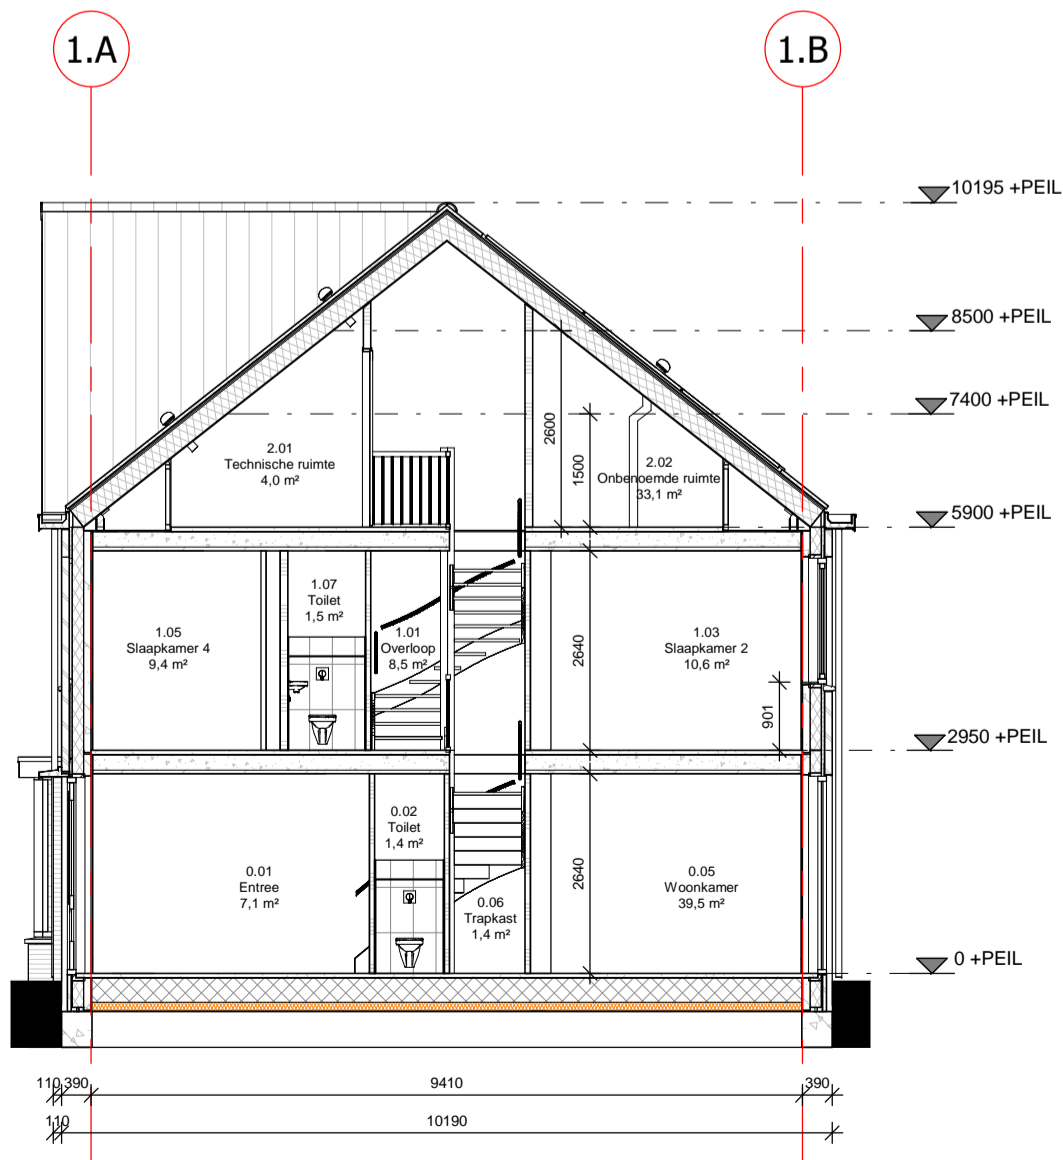 1.A
1.B
10195 +PEIL
8500 +PEIL
7400 +PEIL
2600
1500
2.01
Technische ruimte
4,0 m²
2.02
Onbenoemde ruimte
33,1 m²
5900 +PEIL
1.07
Toilet
1,5 m²
1.05
Slaapkamer 4
9,4 m²
1.01
Overloop
8,5 m²
2640
1.03
Slaapkamer 2
10,6 m²
901
2950 +PEIL
0.02
Toilet
1,4 m²
0.01
Entree
7,1 m²
0.06
Trapkast
1,4 m²
2640
0.05
Woonkamer
39,5 m²
0 +PEIL
110 390 9410 390
110 10190